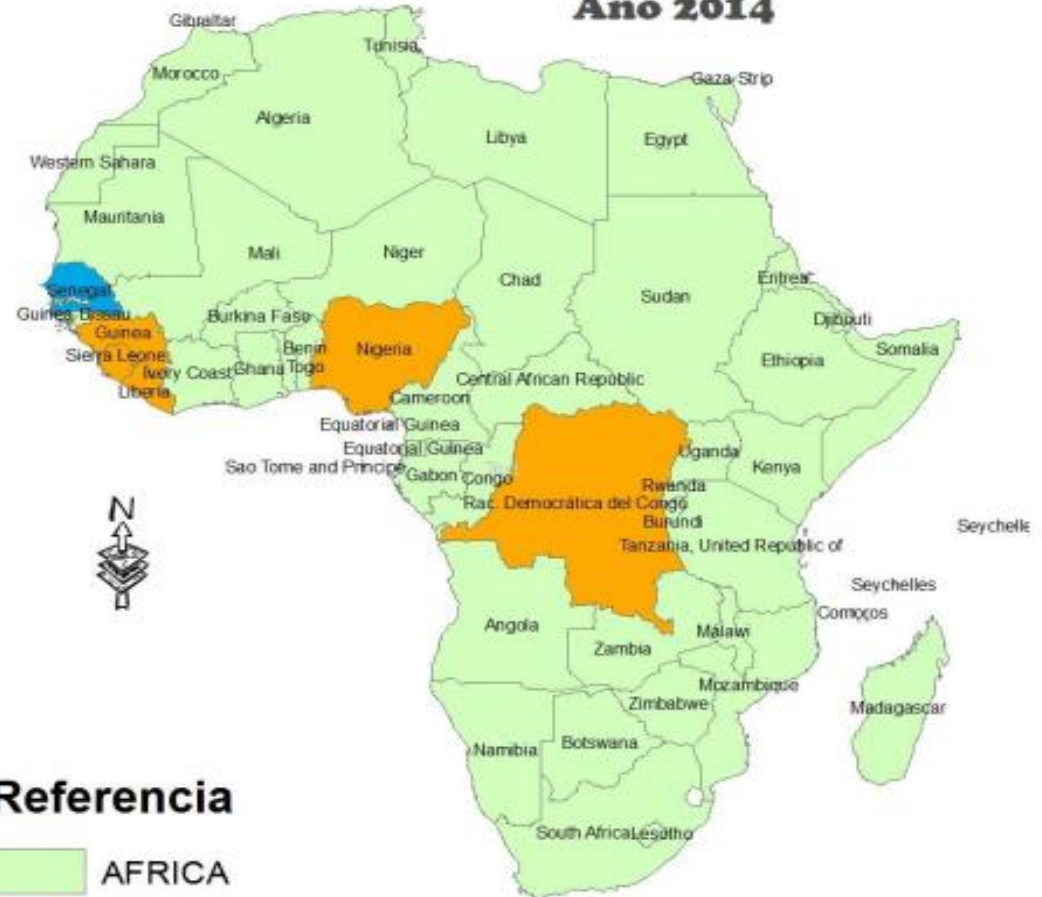 Año 2014
Gibraltar
Tunisia
Morocco
Gaza Strip
Algeria
Libya
Egypt
Western Sahara
Mauritania
Mali
Niger
Chad
Sudan
Eritrea
Senegal
Guinea Bissau
Burkina Faso
Djibouti
Guinea
Sierra Leone
Benin
Nigeria
Ethiopia
Somalia
Ivory Coast
Ghana
Togo
Liberia
Central African Republic
Cameroon
Equatorial Guinea
Equatorial Guinea
Uganda
Sao Tome and Principe
Gabon
Congo
Kenya
Rwanda
Rac. Democrática del Congo
Burundi
N
Seychelle
Tanzania, United Republic of
Seychelles
Comoros
Angola
Malawi
Zambia
Mozambique
Zimbabwe
Madagascar
Namibia
Botswana
South Africa
Lesotho
Referencia
AFRICA